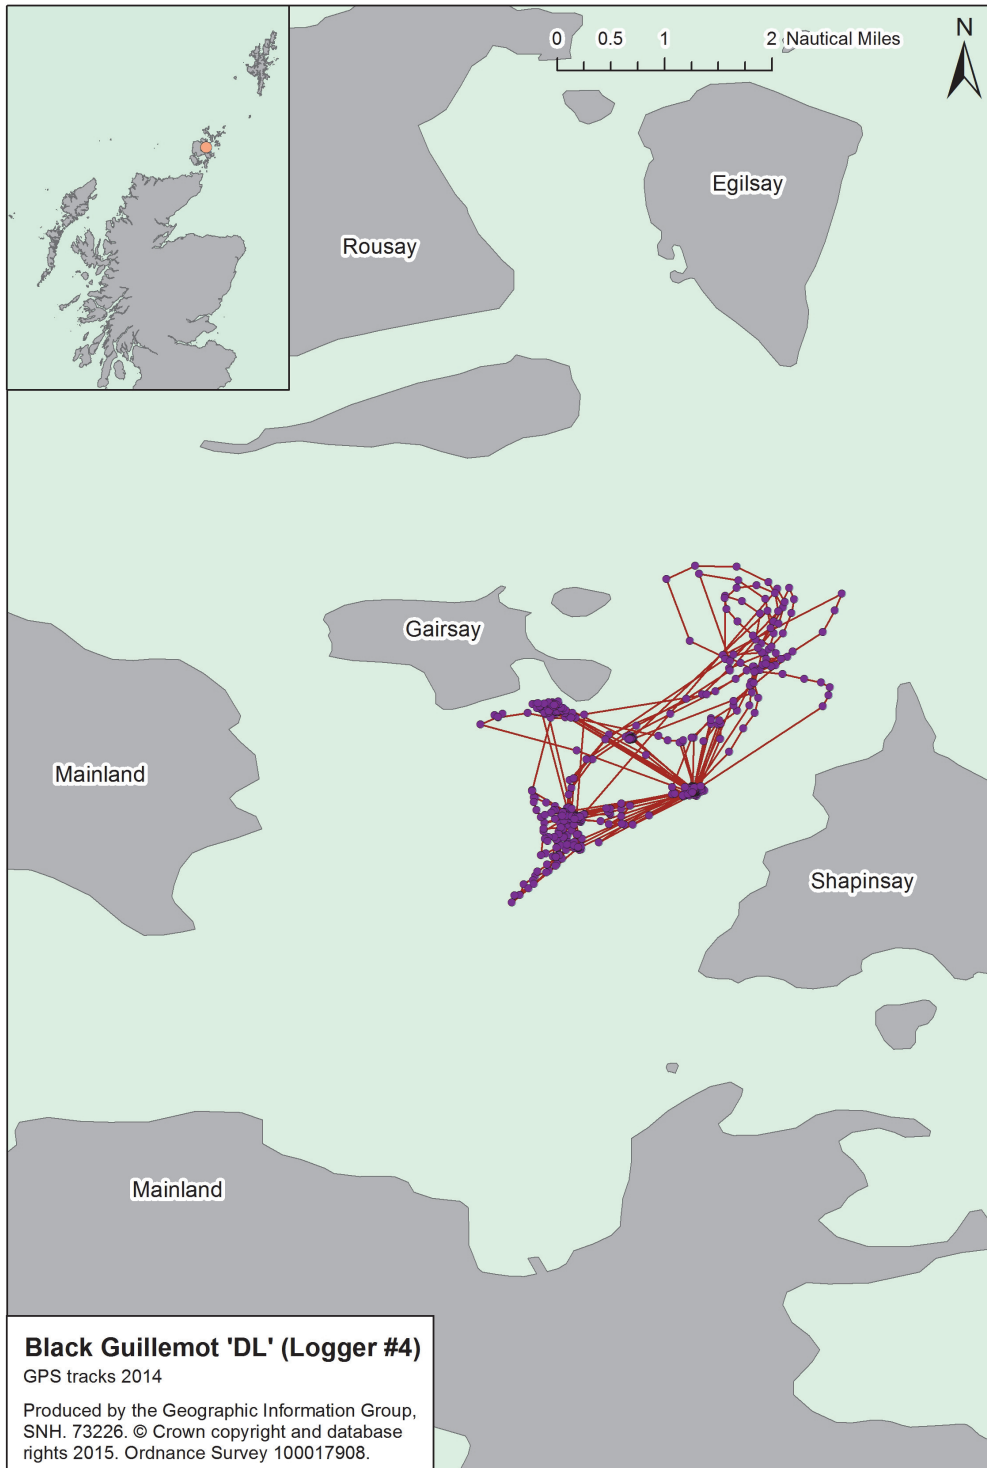 N
0 0.5 1 2 Nautical Miles
Egilsay
Rousay
Gairsay
Mainland
Shapinsay
Mainland
Black Guillemot 'DL' (Logger #4)
GPS tracks 2014
Produced by the Geographic Information Group,
SNH. 73226. © Crown copyright and database
rights 2015. Ordnance Survey 100017908.